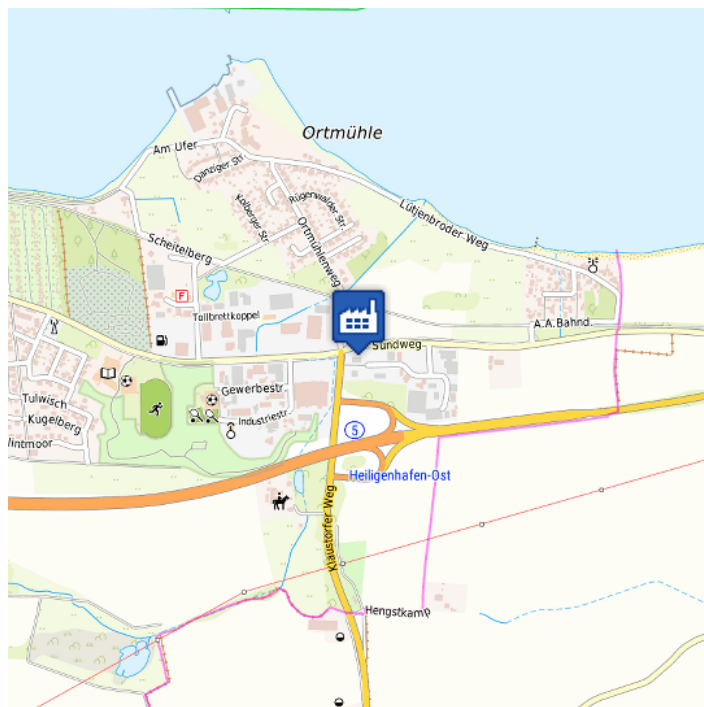 Ortmühle
Am Ufer
Danziger Str.
Kolberger Str.
Rügenwalder Str.
Ortmühlenweg
Lütjenbroder Weg
Scheitelberg
F
Tollbrettkoppel
A.A.Bahnd.
Sundweg
Tulwisch
Kugelberg
lintmoor
Gewerbestr.
Industriestr.
5
Heiligenhafen-Ost
Klaustorfer Weg
Hengstkamp